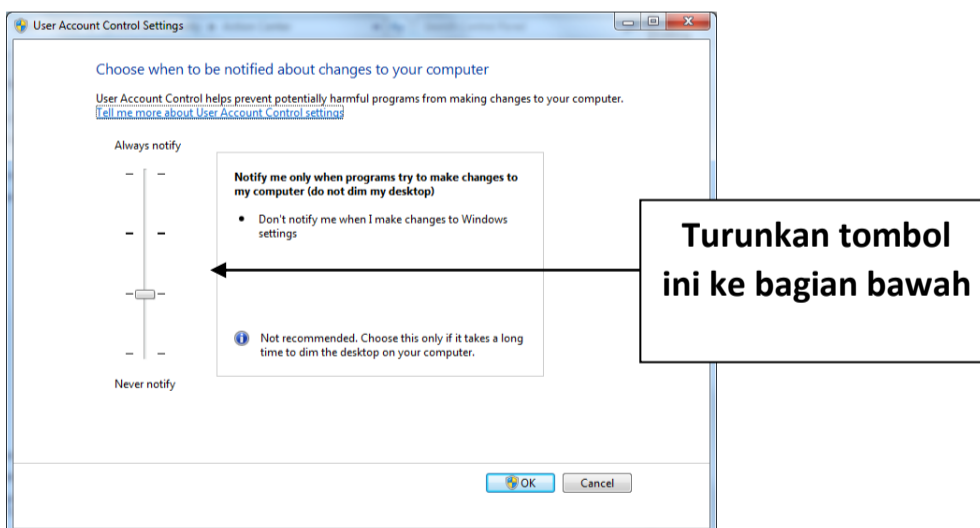 User Account Control Settings
Choose when to be notified about changes to your computer
User Account Control helps prevent potentially harmful programs from making changes to your computer.
Tell me more about User Account Control settings
Always notify
Notify me only when programs try to make changes to
my computer (do not dim my desktop)
• Don't notify me when I make changes to Windows
settings
Turunkan tombol
ini ke bagian bawah
Not recommended. Choose this only if it takes a long
time to dim the desktop on your computer.
Never notify
OK
Cancel